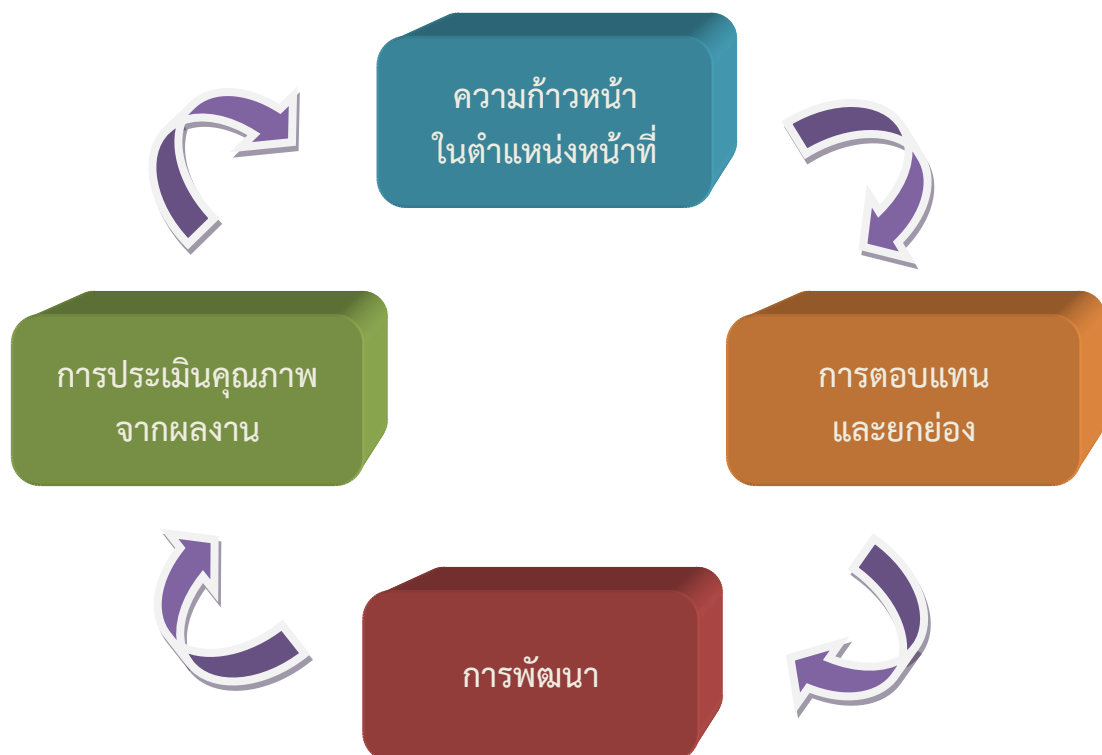 ความก้าวหน้า
ในตำแหน่งหน้าที่
การประเมินคุณภาพ
จากผลงาน
การตอบแทน
และยกย่อง
การพัฒนา